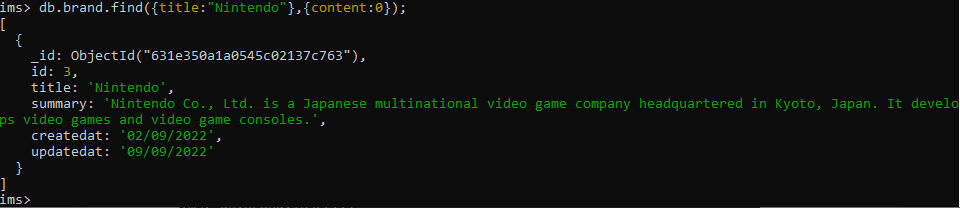 ims> db.brand.find({title:"Nintendo"},{content:0});
[
  {
    _id: ObjectId("631e350a1a0545c02137c763"),
    id: 3,
    title: 'Nintendo',
    summary: 'Nintendo Co., Ltd. is a Japanese multinational video game company headquartered in Kyoto, Japan. It develo
ps video games and video game consoles.',
    createdat: '02/09/2022',
    updatedat: '09/09/2022'
  }
]
ims>